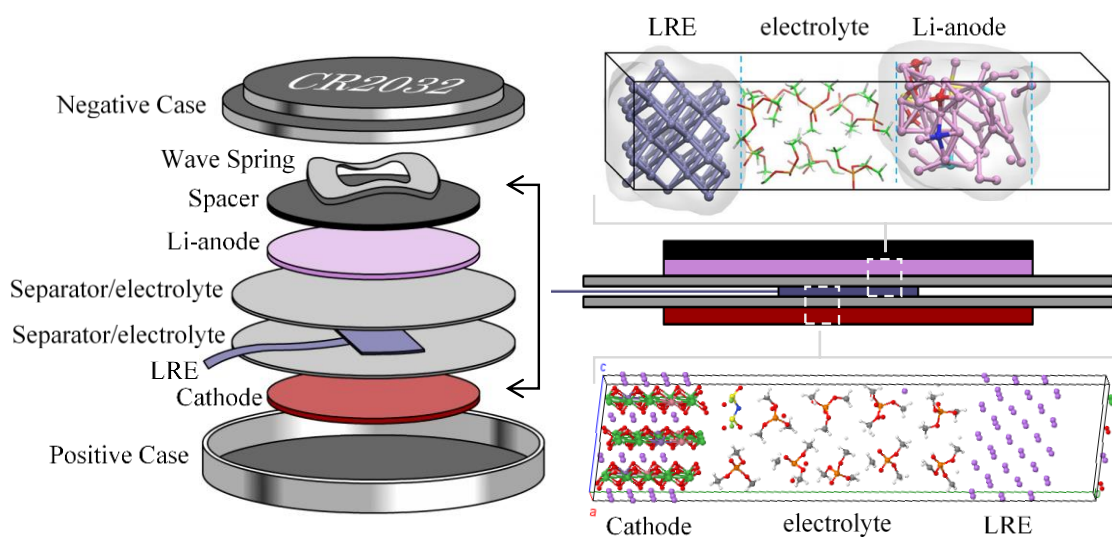 CR2032
Negative Case
Wave Spring
Spacer
Li-anode
Separator/electrolyte
Separator/electrolyte
LRE
Cathode
Positive Case
LRE electrolyte Li-anode
c
a
Cathode electrolyte LRE